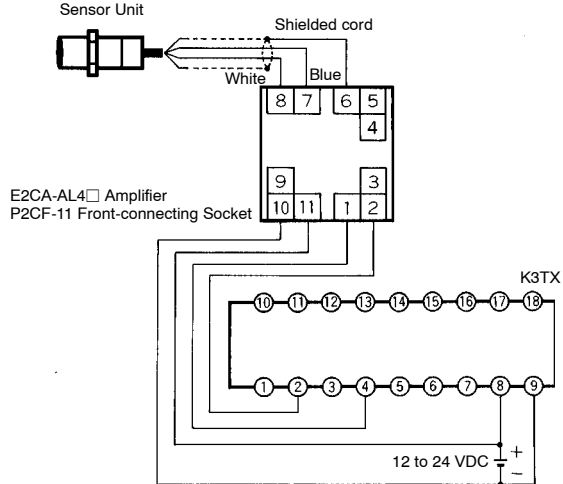 Sensor Unit
Shielded cord
White
Blue
8 7 6 5
4
9 3
10 11 1 2
E2CA-AL4□ Amplifier
P2CF-11 Front-connecting Socket
K3TX
10 11 12 13 14 15 16 17 18
1 2 3 4 5 6 7 8 9
12 to 24 VDC
+
−